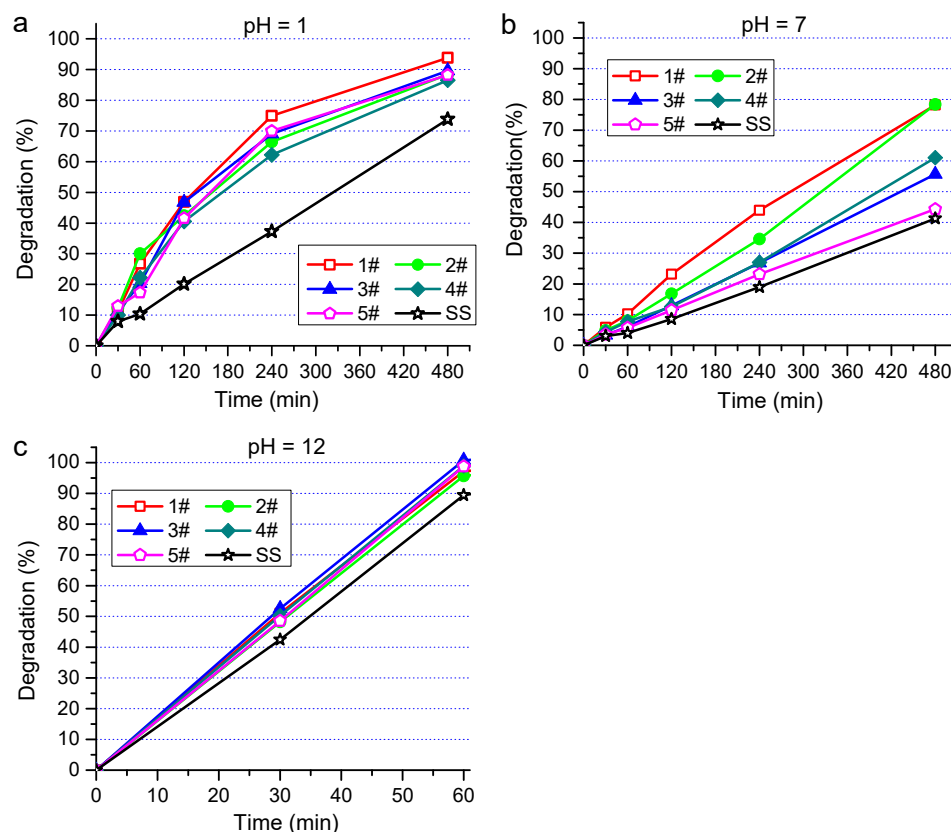 a
pH = 1
100
90
80
70
60
50
40
30
20
10
0
Degradation (%)
1# 2#
3# 4#
5# SS
0 60 120 180 240 300 360 420 480
Time (min)
b
pH = 7
100
90
80
70
60
50
40
30
20
10
0
Degradation(%)
1# 2#
3# 4#
5# SS
0 60 120 180 240 300 360 420 480
Time (min)
c
pH = 12
100
90
80
70
60
50
40
30
20
10
0
Degradation (%)
1# 2#
3# 4#
5# SS
0 10 20 30 40 50 60
Time (min)